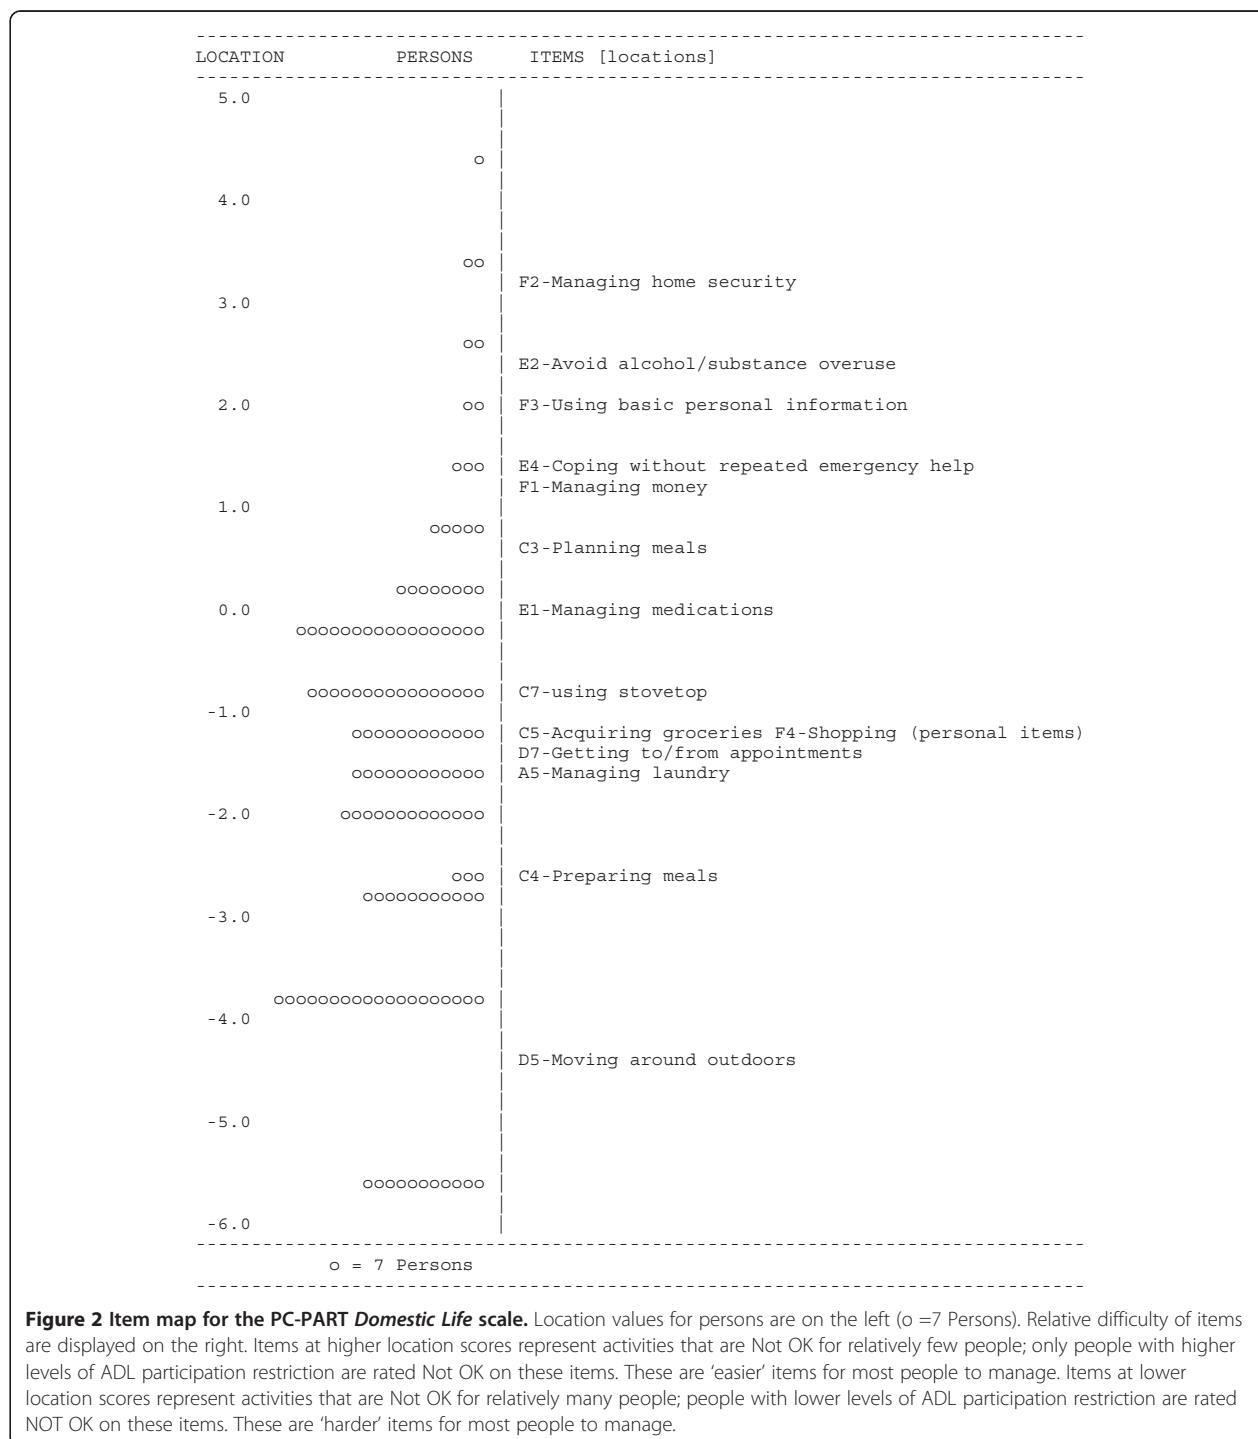 LOCATION PERSONS ITEMS [locations]
5.0
o
4.0
oo
F2-Managing home security
3.0
oo
E2-Avoid alcohol/substance overuse
2.0 oo F3-Using basic personal information
ooo E4-Coping without repeated emergency help
F1-Managing money
1.0
ooooo
C3-Planning meals
oooooooo
0.0 E1-Managing medications
ooooooooooooooooo
oooooooooooooooo C7-using stovetop
-1.0
oooooooooooo C5-Acquiring groceries F4-Shopping (personal items)
D7-Getting to/from appointments
oooooooooooo A5-Managing laundry
-2.0 ooooooooooooo
ooo C4-Preparing meals
ooooooooooo
-3.0
ooooooooooooooooooo
-4.0
D5-Moving around outdoors
-5.0
ooooooooooo
-6.0
o = 7 Persons
Figure 2 Item map for the PC-PART Domestic Life scale. Location values for persons are on the left (o =7 Persons). Relative difficulty of items
are displayed on the right. Items at higher location scores represent activities that are Not OK for relatively few people; only people with higher
levels of ADL participation restriction are rated Not OK on these items. These are ‘easier’ items for most people to manage. Items at lower
location scores represent activities that are Not OK for relatively many people; people with lower levels of ADL participation restriction are rated
NOT OK on these items. These are ‘harder’ items for most people to manage.